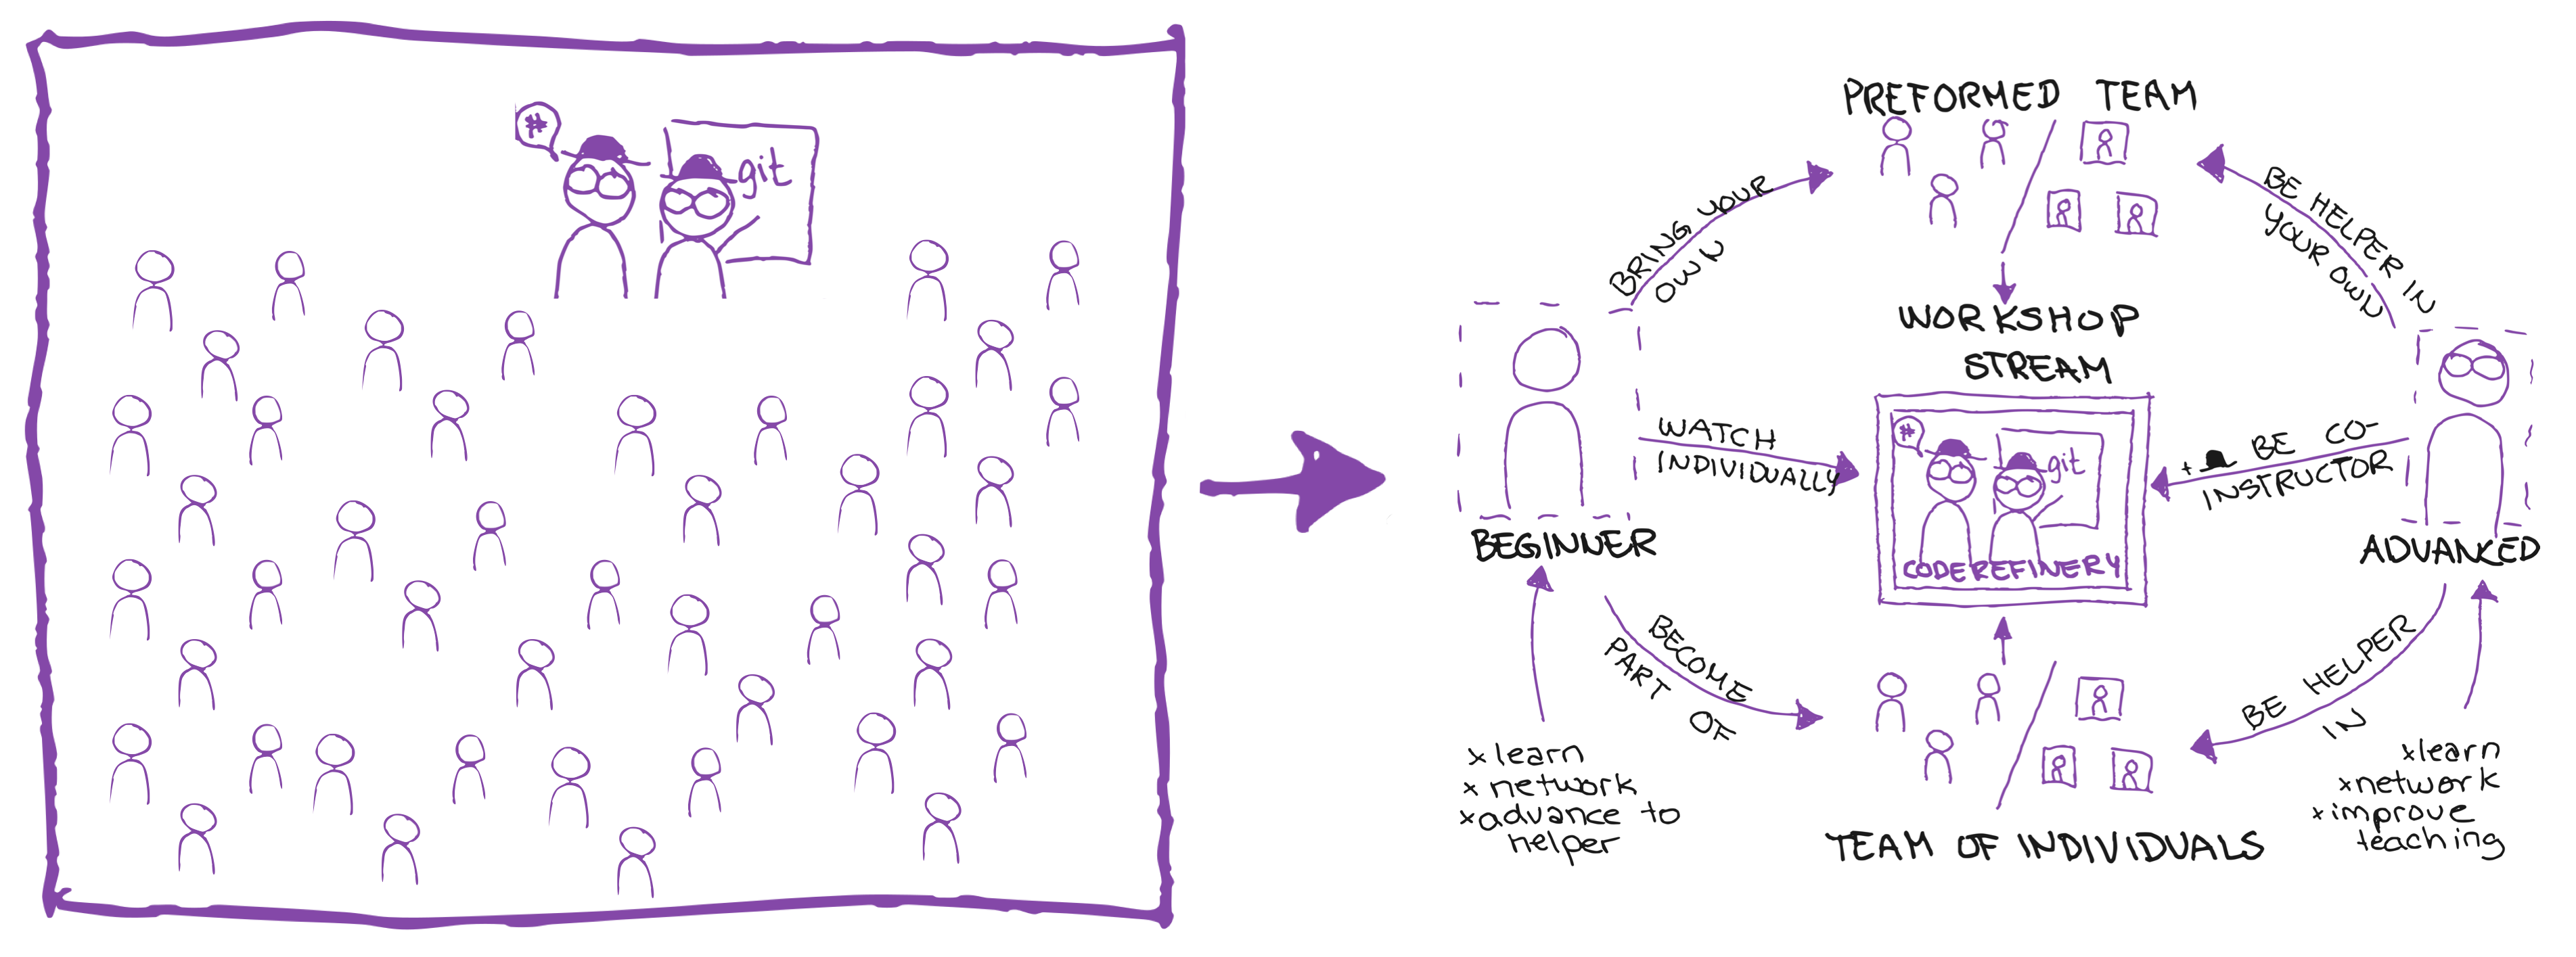 #
git
PREFORMED TEAM
BRING YOUR
OWN
BE HELPER IN
YOUR OWN
WORKSHOP
STREAM
WATCH
INDIVIDUALLY
#
git
CODEREFINERY
+ BE CO-
INSTRUCTOR
BEGINNER
ADVANCED
BECOME
PART OF
BE HELPER
IN
x learn
x network
x advance to
helper
x learn
x network
x improve
teaching
TEAM OF INDIVIDUALS